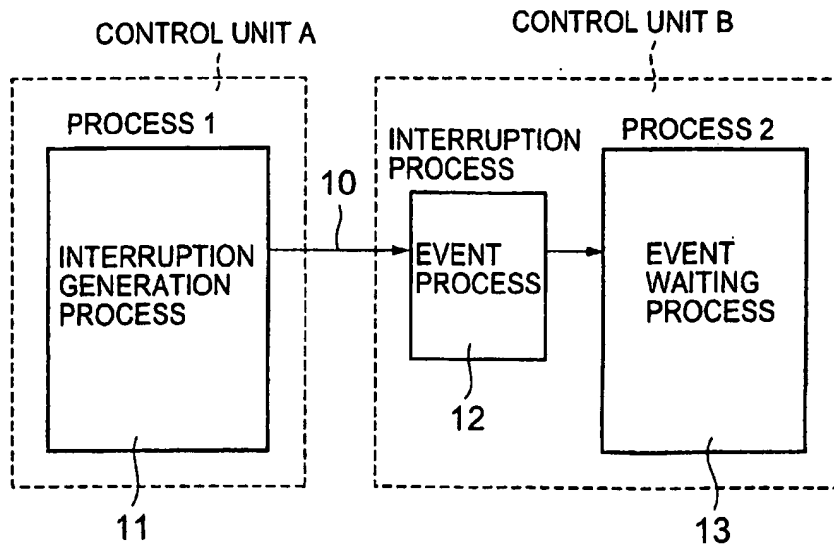 CONTROL UNIT A
CONTROL UNIT B
PROCESS 1
INTERRUPTION
PROCESS
PROCESS 2
10
INTERRUPTION
GENERATION
PROCESS
EVENT
PROCESS
EVENT
WAITING
PROCESS
12
11
13